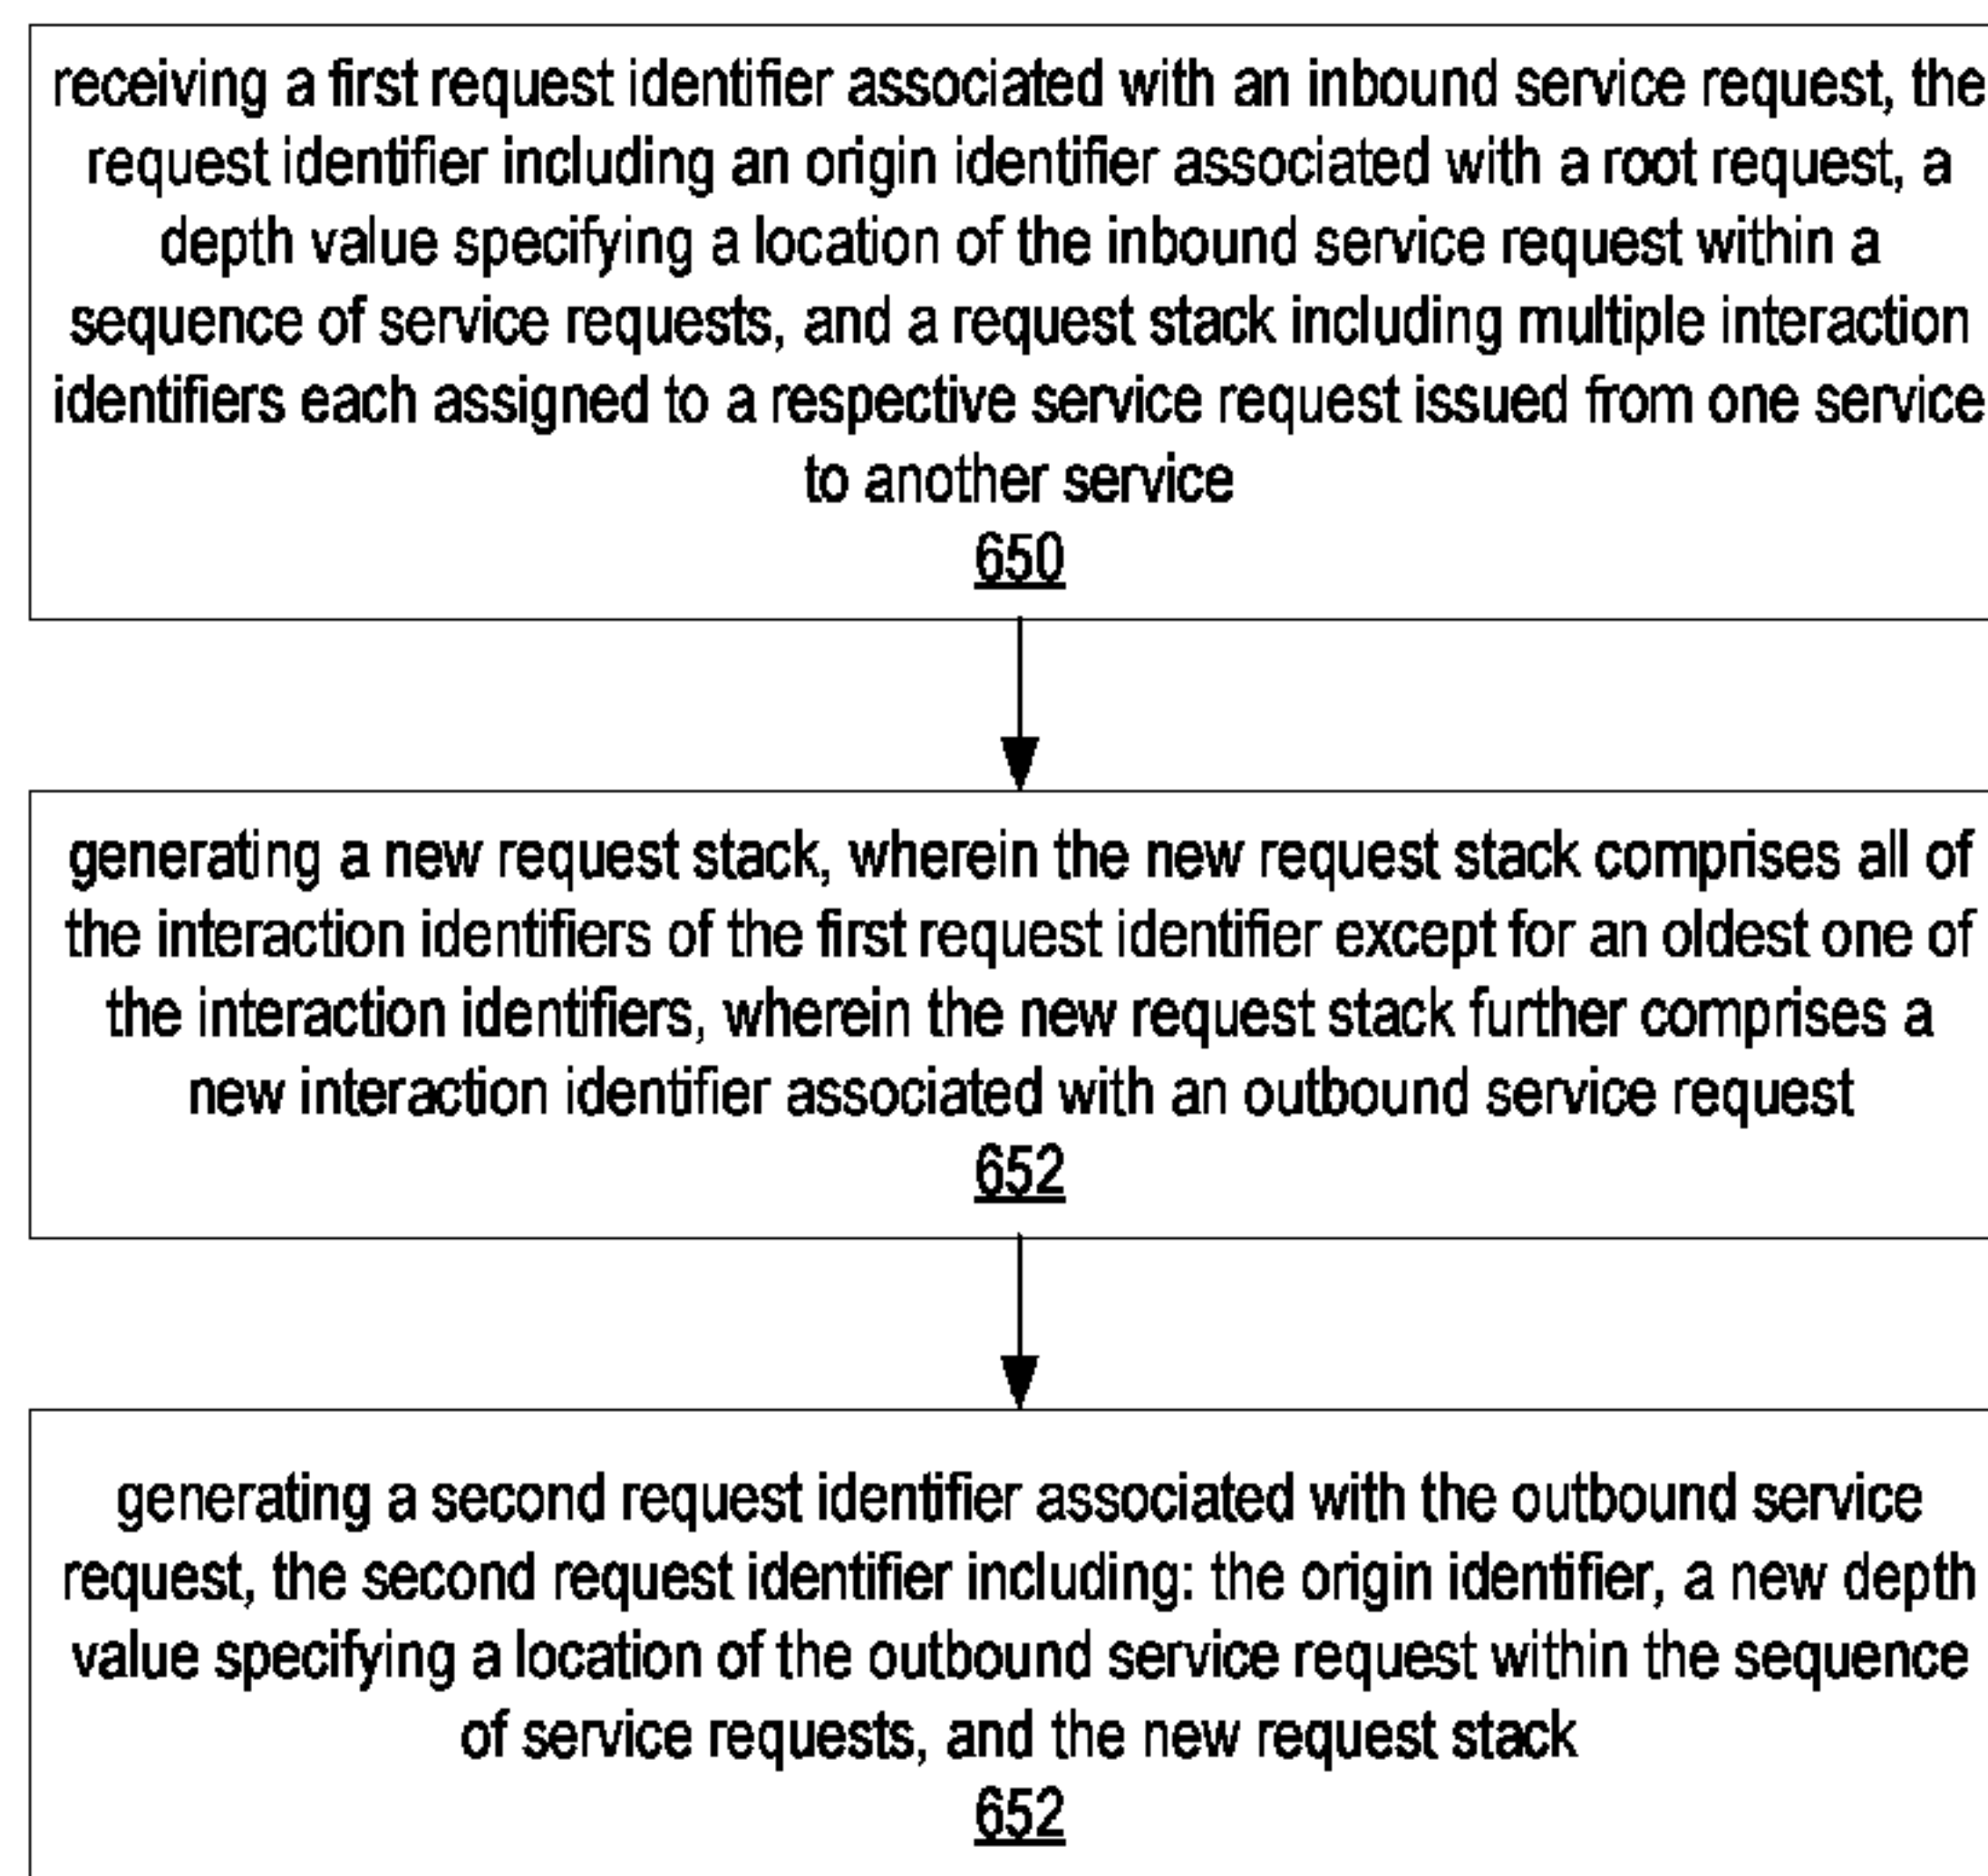 receiving a first request identifier associated with an inbound service request, the
request identifier including an origin identifier associated with a root request, a
depth value specifying a location of the inbound service request within a
sequence of service requests, and a request stack including multiple interaction
identifiers each assigned to a respective service request issued from one service
to another service
650
generating a new request stack, wherein the new request stack comprises all of
the interaction identifiers of the first request identifier except for an oldest one of
the interaction identifiers, wherein the new request stack further comprises a
new interaction identifier associated with an outbound service request
652
generating a second request identifier associated with the outbound service
request, the second request identifier including: the origin identifier, a new depth
value specifying a location of the outbound service request within the sequence
of service requests, and the new request stack
652